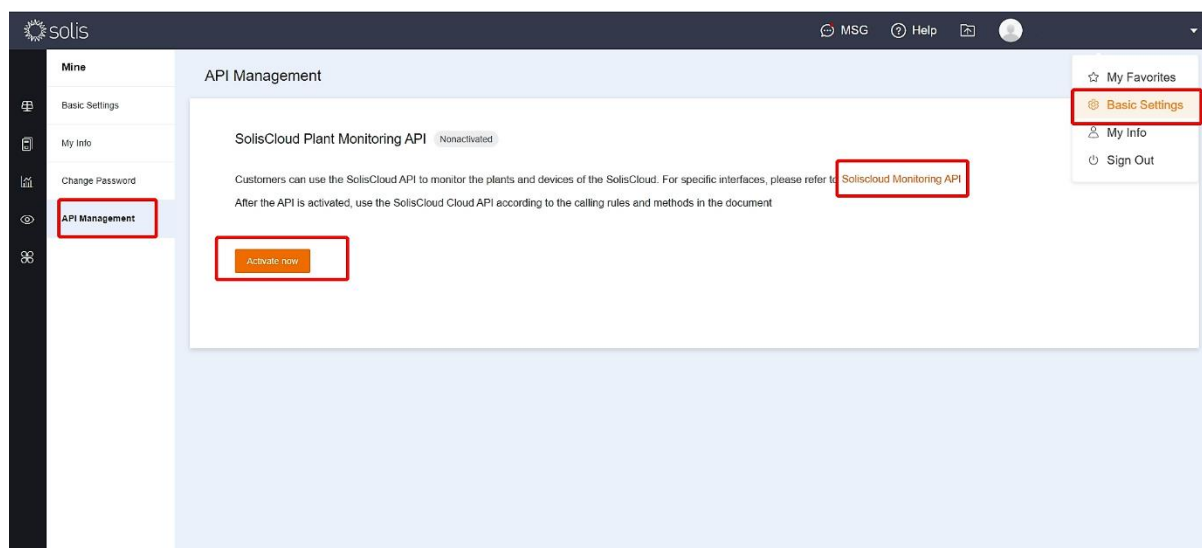 solis
MSG
Help
Mine
Basic Settings
My Info
Change Password
API Management
API Management
SolisCloud Plant Monitoring API Nonactivated
Customers can use the SolisCloud API to monitor the plants and devices of the SolisCloud. For specific interfaces, please refer to Soliscloud Monitoring API
After the API is activated, use the SolisCloud Cloud API according to the calling rules and methods in the document
Activate now
My Favorites
Basic Settings
My Info
Sign Out